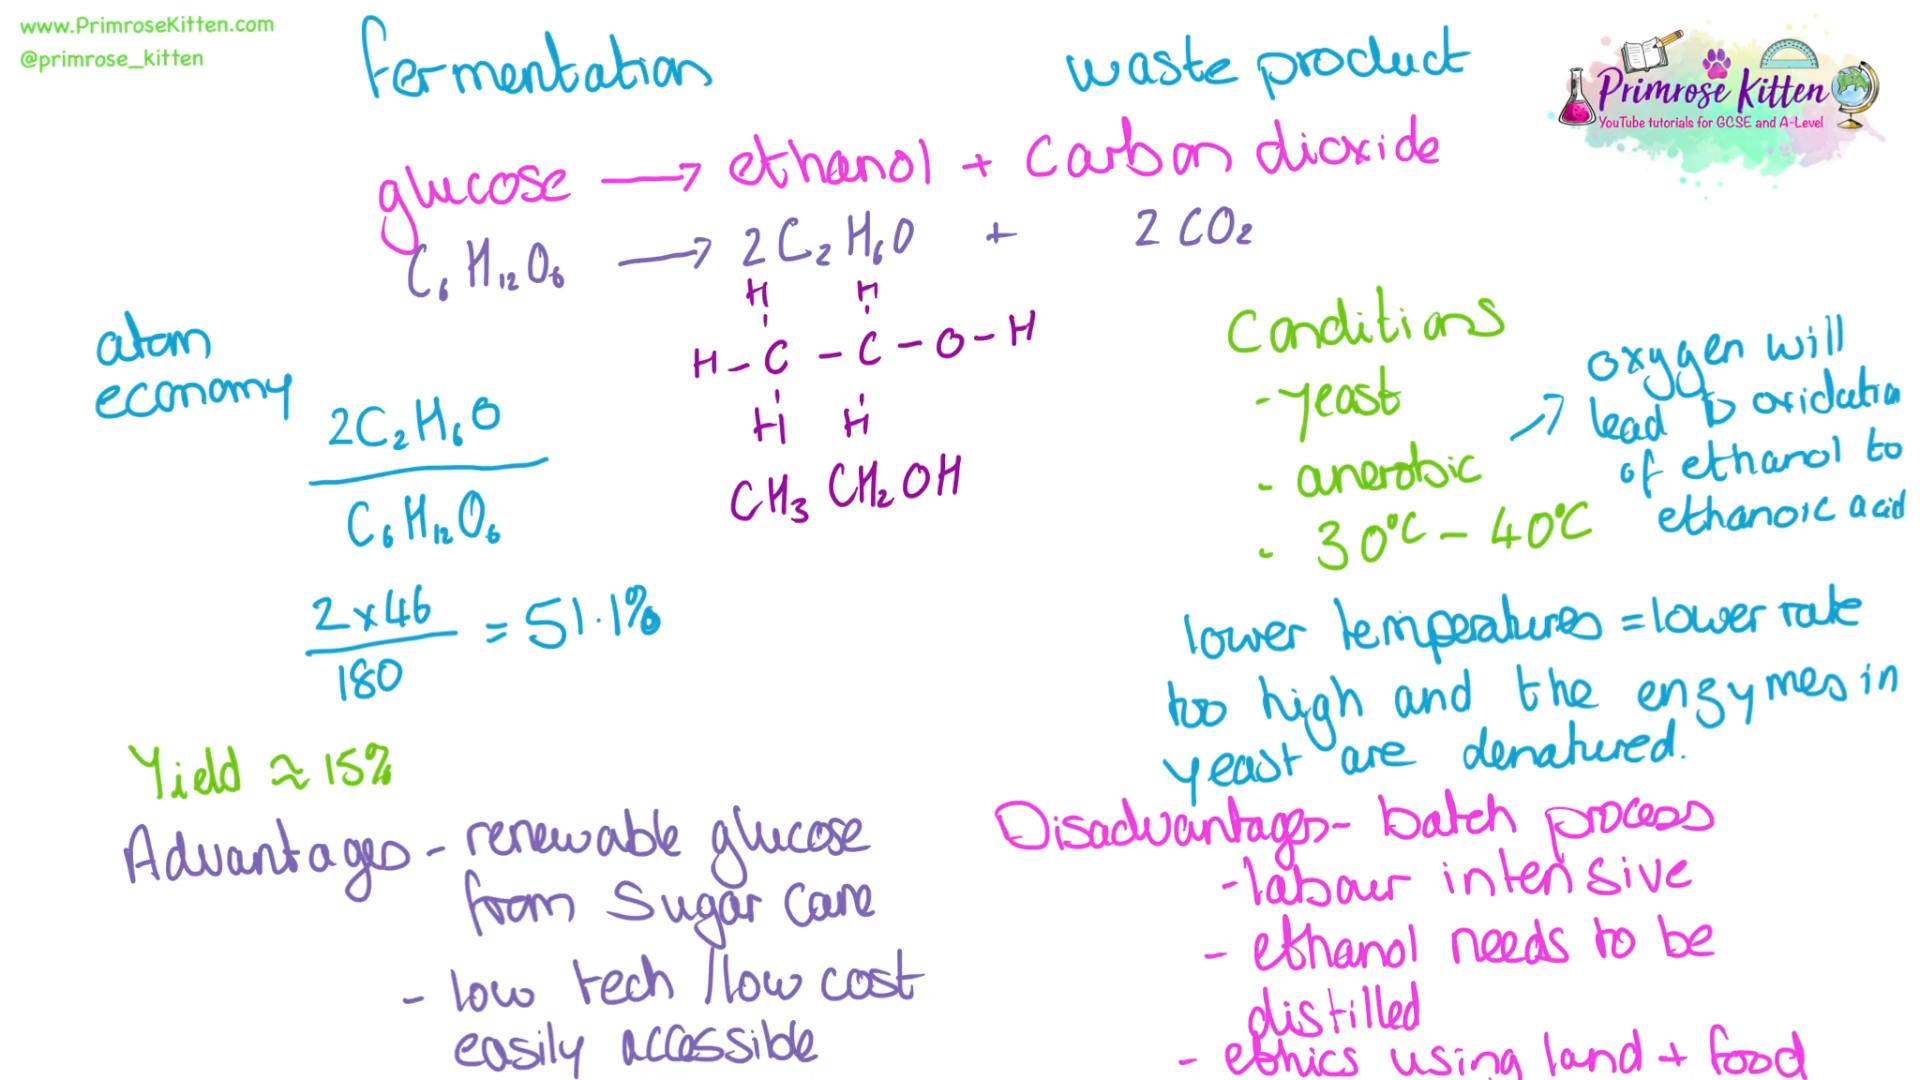 www.PrimroseKitten.com
@primrose_kitten
fermentation
waste product
Primrose Kitten
YouTube tutorials for GCSE and A-Level
glucose → ethanol + carbon dioxide
C₆H₁₂O₆ → 2C₂H₆O + 2CO₂
H H
H - C - C - O - H
H H
CH₃ CH₂OH
atom
economy
2C₂H₆O
C₆H₁₂O₆
2 x 46
180
= 51.1%
Conditions
- yeast
- anerobic
- 30°C - 40°C
→ oxygen will
lead to oxidation
of ethanol to
ethanoic acid
lower temperatures = lower rate
too high and the enzymes in
yeast are denatured.
Yield ≈ 15%
Advantages - renewable glucose
from sugar cane
- low tech / low cost
easily accessible
Disadvantages - batch process
- labour intensive
- ethanol needs to be
distilled
- ethics using land + food